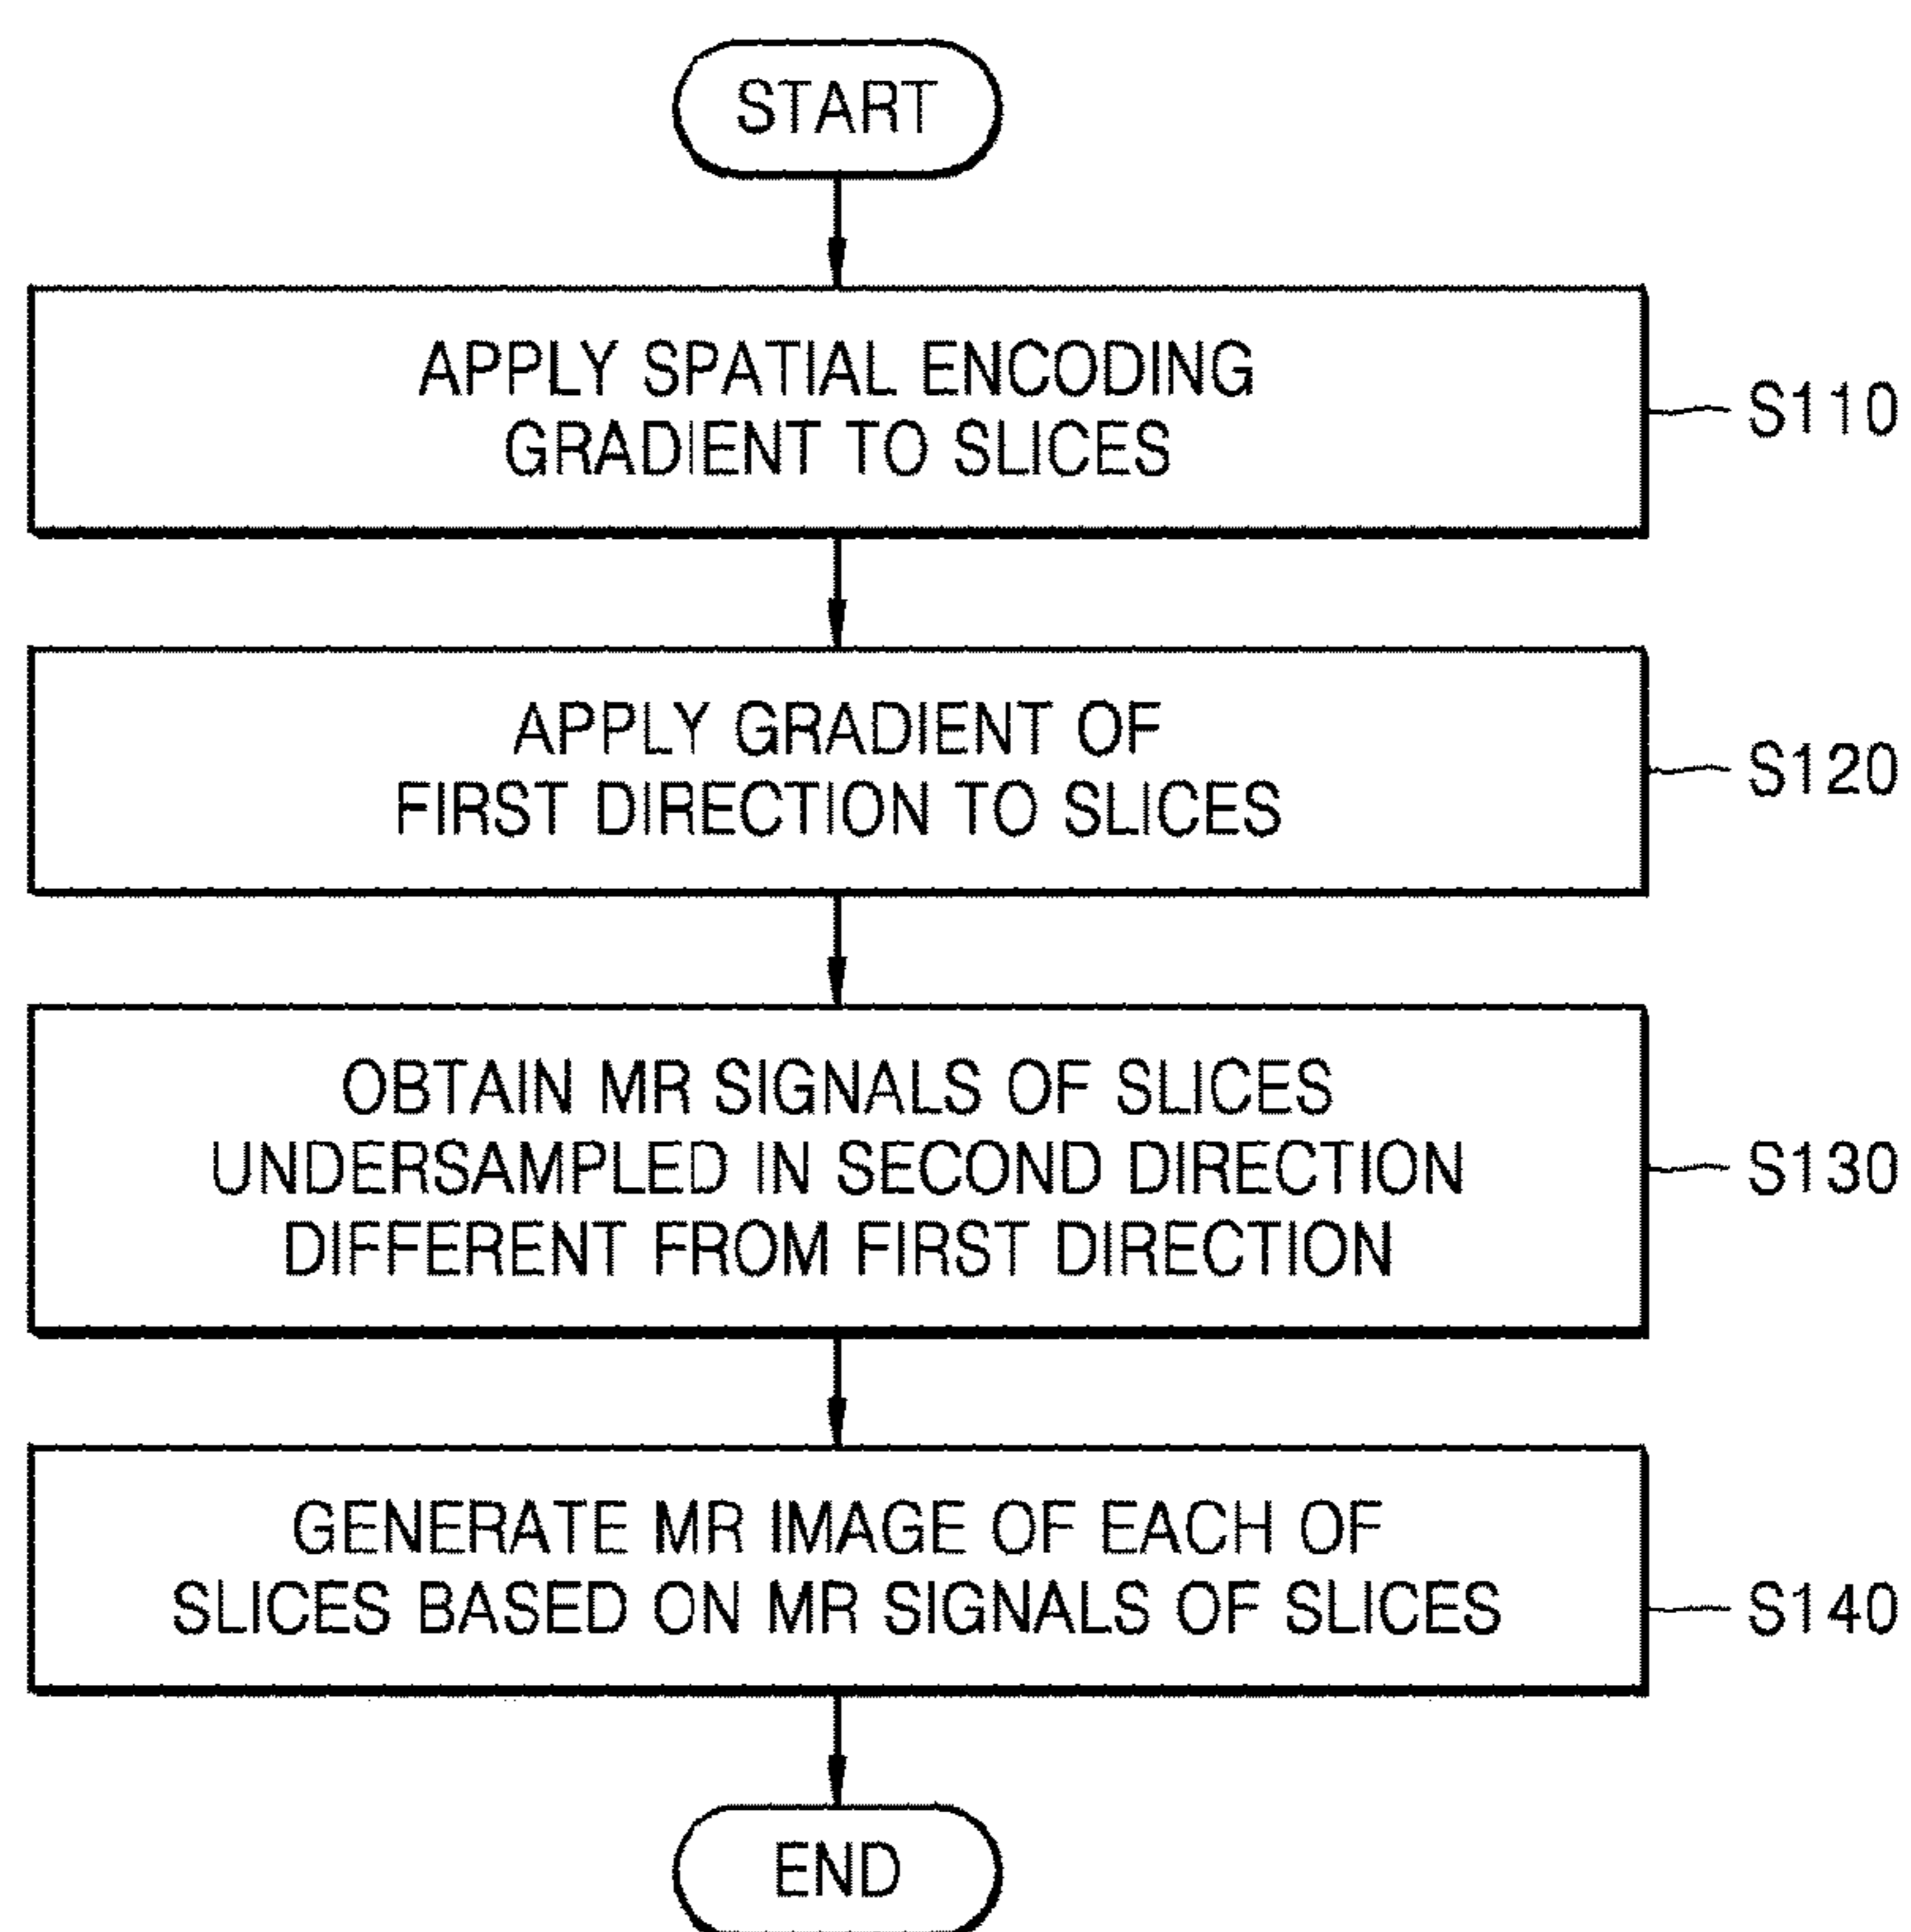 START
APPLY SPATIAL ENCODING
GRADIENT TO SLICES
S110
APPLY GRADIENT OF
FIRST DIRECTION TO SLICES
S120
OBTAIN MR SIGNALS OF SLICES
UNDERSAMPLED IN SECOND DIRECTION
DIFFERENT FROM FIRST DIRECTION
S130
GENERATE MR IMAGE OF EACH OF
SLICES BASED ON MR SIGNALS OF SLICES
S140
END